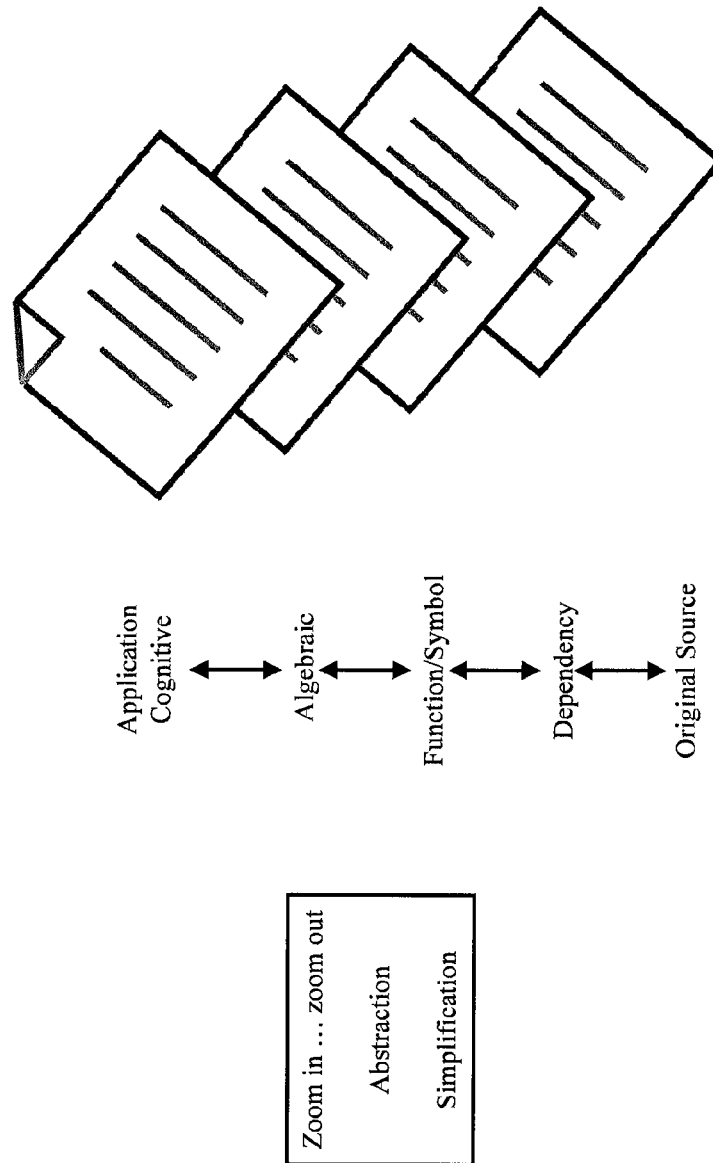 Zoom in ... zoom out
Abstraction
Simplification
Application
Cognitive
Algebraic
Function/Symbol
Dependency
Original Source